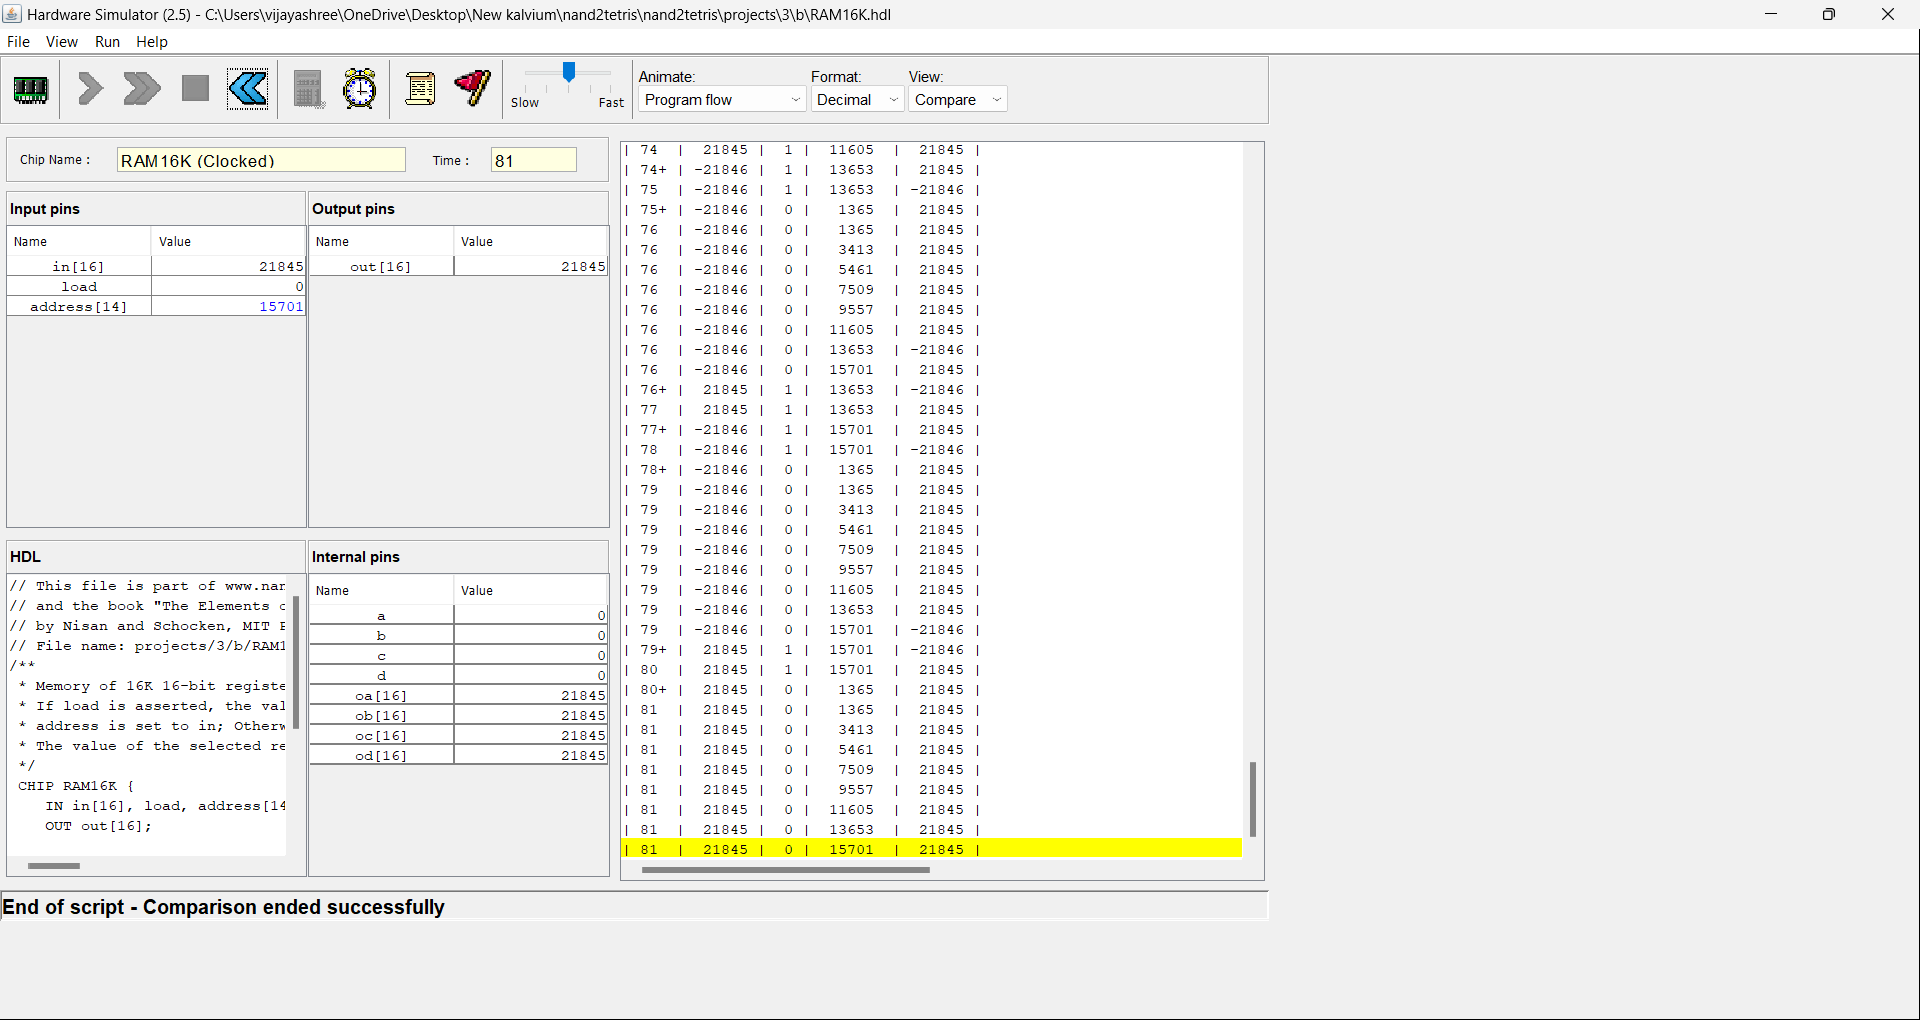 Hardware Simulator (2.5) - C:\Users\vijayashree\OneDrive\Desktop\New kalvium\nand2tetris\nand2tetris\projects\3\b\RAM16K.hdl
File View Run Help
Slow Fast
Animate: Format: View:
Program flow Decimal Compare
Chip Name : RAM16K (Clocked) Time : 81
Input pins
Name Value
in[16] 21845
load 0
address[14] 15701
Output pins
Name Value
out[16] 21845
HDL
// This file is part of www.nan
// and the book "The Elements o
// by Nisan and Schocken, MIT P
// File name: projects/3/b/RAM1
/**
* Memory of 16K 16-bit registe
* If load is asserted, the val
* address is set to in; Otherw
* The value of the selected re
*/
CHIP RAM16K {
IN in[16], load, address[14
OUT out[16];
Internal pins
Name Value
a 0
b 0
c 0
d 0
oa[16] 21845
ob[16] 21845
oc[16] 21845
od[16] 21845
| 74 | 21845 | 1 | 11605 | 21845 |
| 74+ | -21846 | 1 | 13653 | 21845 |
| 75 | -21846 | 1 | 13653 | -21846 |
| 75+ | -21846 | 0 | 1365 | 21845 |
| 76 | -21846 | 0 | 1365 | 21845 |
| 76 | -21846 | 0 | 3413 | 21845 |
| 76 | -21846 | 0 | 5461 | 21845 |
| 76 | -21846 | 0 | 7509 | 21845 |
| 76 | -21846 | 0 | 9557 | 21845 |
| 76 | -21846 | 0 | 11605 | 21845 |
| 76 | -21846 | 0 | 13653 | -21846 |
| 76 | -21846 | 0 | 15701 | 21845 |
| 76+ | 21845 | 1 | 13653 | -21846 |
| 77 | 21845 | 1 | 13653 | 21845 |
| 77+ | -21846 | 1 | 15701 | 21845 |
| 78 | -21846 | 1 | 15701 | -21846 |
| 78+ | -21846 | 0 | 1365 | 21845 |
| 79 | -21846 | 0 | 1365 | 21845 |
| 79 | -21846 | 0 | 3413 | 21845 |
| 79 | -21846 | 0 | 5461 | 21845 |
| 79 | -21846 | 0 | 7509 | 21845 |
| 79 | -21846 | 0 | 9557 | 21845 |
| 79 | -21846 | 0 | 11605 | 21845 |
| 79 | -21846 | 0 | 13653 | 21845 |
| 79 | -21846 | 0 | 15701 | -21846 |
| 79+ | 21845 | 1 | 15701 | -21846 |
| 80 | 21845 | 1 | 15701 | 21845 |
| 80+ | 21845 | 0 | 1365 | 21845 |
| 81 | 21845 | 0 | 1365 | 21845 |
| 81 | 21845 | 0 | 3413 | 21845 |
| 81 | 21845 | 0 | 5461 | 21845 |
| 81 | 21845 | 0 | 7509 | 21845 |
| 81 | 21845 | 0 | 9557 | 21845 |
| 81 | 21845 | 0 | 11605 | 21845 |
| 81 | 21845 | 0 | 13653 | 21845 |
| 81 | 21845 | 0 | 15701 | 21845 |
End of script - Comparison ended successfully